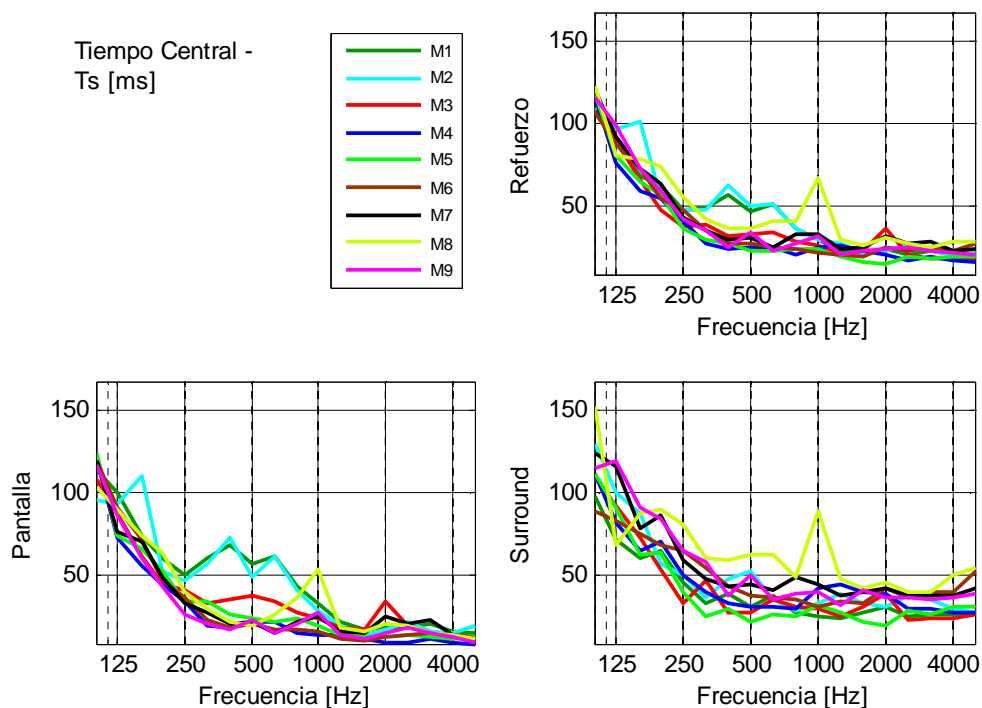 Tiempo Central -
Ts [ms]
M1
M2
M3
M4
M5
M6
M7
M8
M9
150
100
50
Refuerzo
125 250 500 1000 2000 4000
Frecuencia [Hz]
150
100
50
Pantalla
125 250 500 1000 2000 4000
Frecuencia [Hz]
150
100
50
Surround
125 250 500 1000 2000 4000
Frecuencia [Hz]